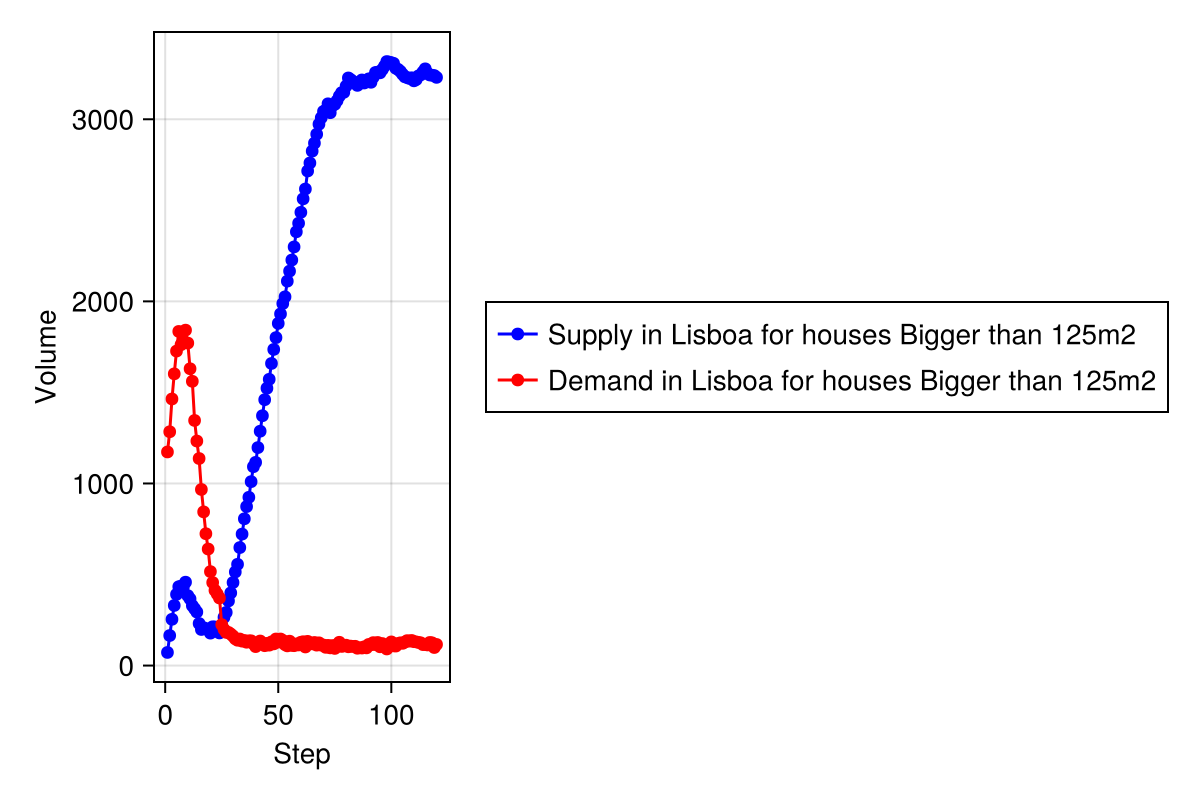 3000
2000
1000
0
Volume
0 50 100
Step
Supply in Lisboa for houses Bigger than 125m2
Demand in Lisboa for houses Bigger than 125m2